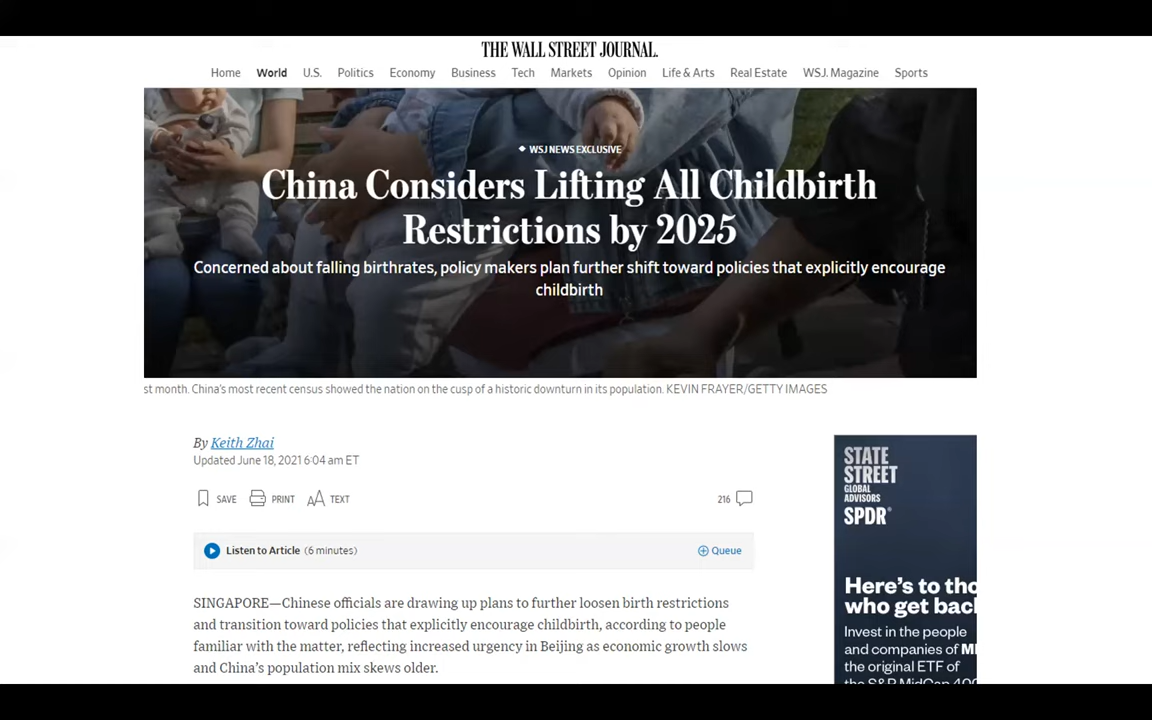 THE WALL STREET JOURNAL.
Home World U.S. Politics Economy Business Tech Markets Opinion Life & Arts Real Estate WSJ. Magazine Sports
WSJ NEWS EXCLUSIVE
China Considers Lifting All Childbirth
Restrictions by 2025
Concerned about falling birthrates, policy makers plan further shift toward policies that explicitly encourage
childbirth
st month. China's most recent census showed the nation on the cusp of a historic downturn in its population. KEVIN FRAYER/GETTY IMAGES
By Keith Zhai
Updated June 18, 2021 6:04 am ET
SAVE PRINT AA TEXT
216
Listen to Article (6 minutes)
Queue
SINGAPORE—Chinese officials are drawing up plans to further loosen birth restrictions
and transition toward policies that explicitly encourage childbirth, according to people
familiar with the matter, reflecting increased urgency in Beijing as economic growth slows
and China's population mix skews older.
STATE
STREET
GLOBAL
ADVISORS
SPDR®
Here's to tho
who get bac
Invest in the people
and companies of M
the original ETF of
the S&P MidCap 400